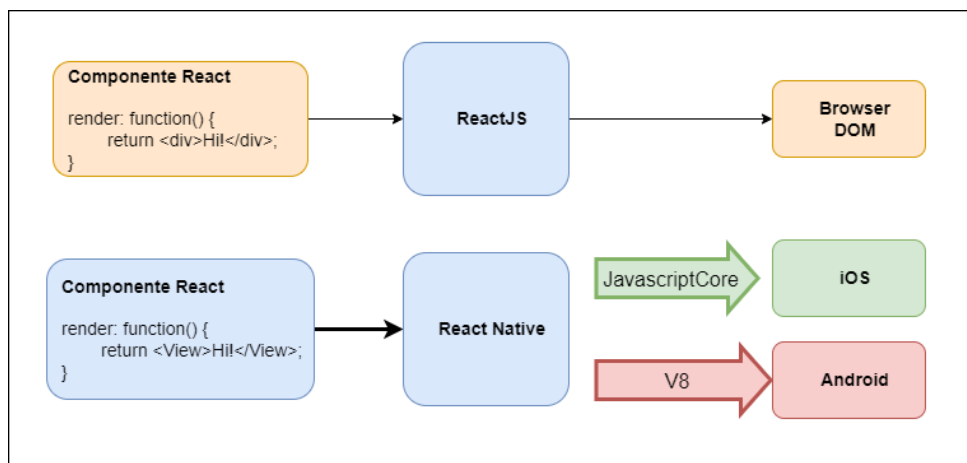 Componente React
render: function() {
return <div>Hi!</div>;
}
ReactJS
Browser
DOM
Componente React
render: function() {
return <View>Hi!</View>;
}
React Native
JavascriptCore
iOS
V8
Android